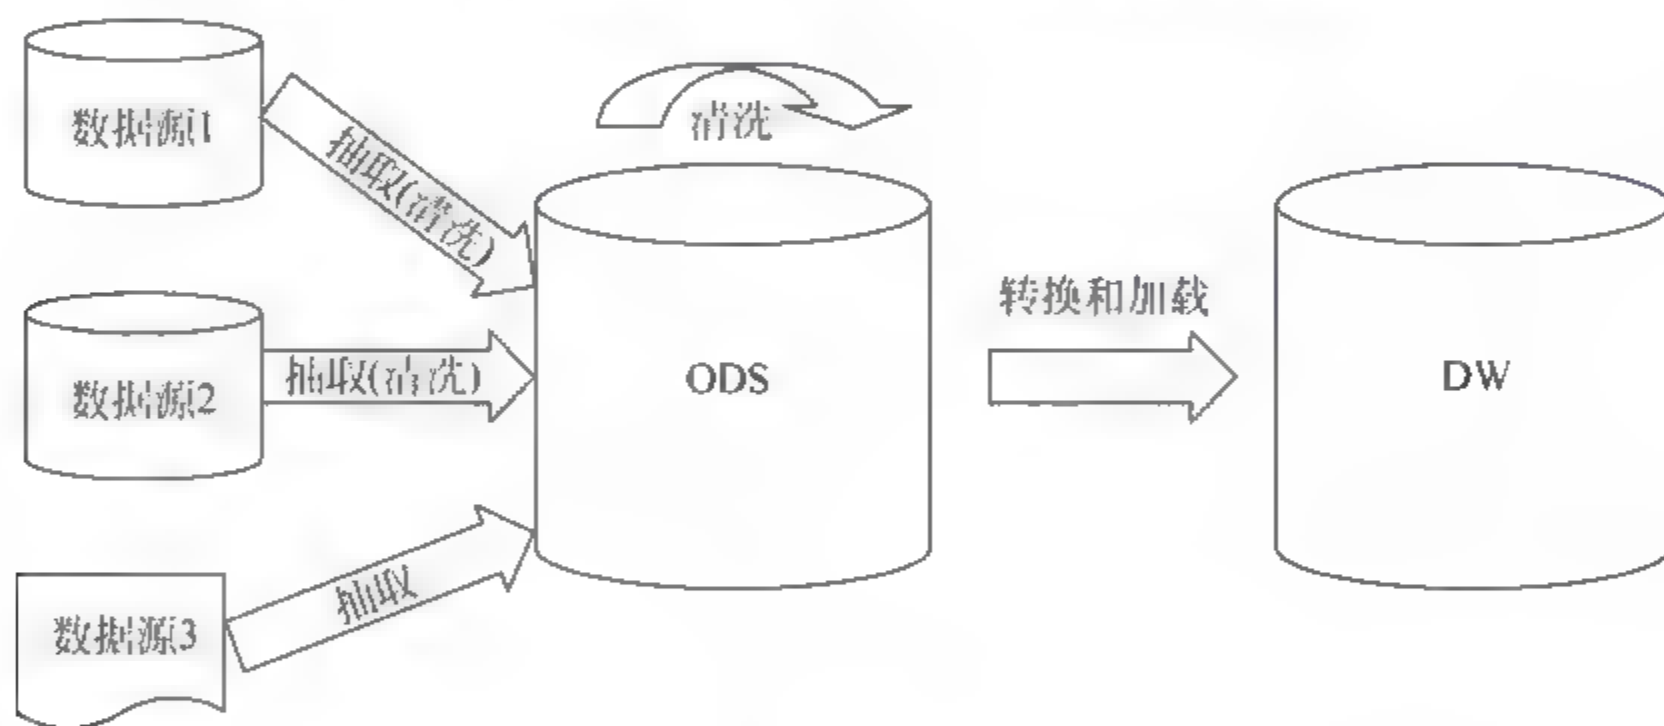 数据源1
抽取(清洗)
清洗
数据源2
抽取(清洗)
ODS
转换和加载
DW
数据源3
抽取